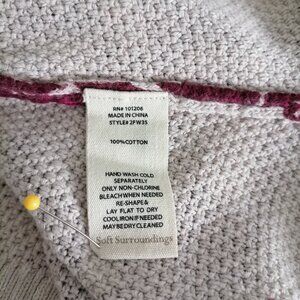 RN# 101206
MADE IN CHINA
STYLE# 2FW35
100% COTTON
HAND WASH COLD
SEPARATELY
ONLY NON-CHLORINE
BLEACH WHEN NEEDED
RE-SHAPE &
LAY FLAT TO DRY
COOL IRON IF NEEDED
MAY BE DRY CLEANED
Soft Surroundings